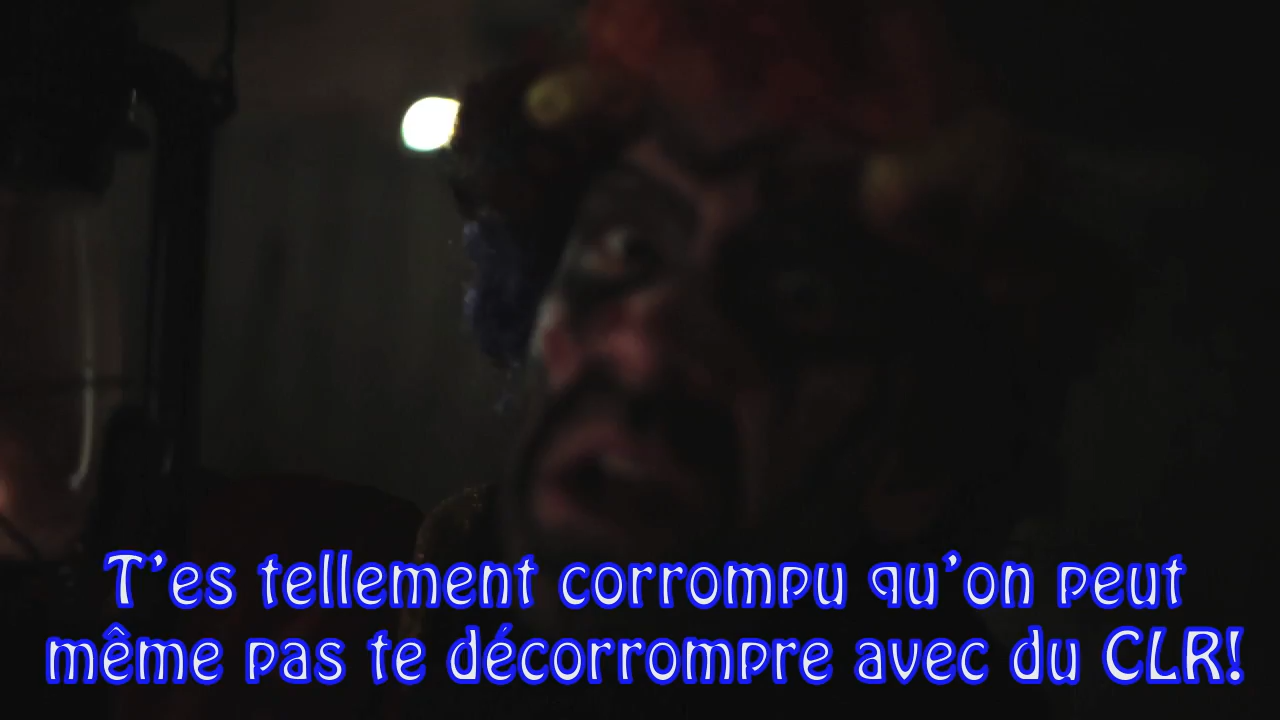 T’es tellement corrompu qu’on peut
même pas te décorrompre avec du CLR!